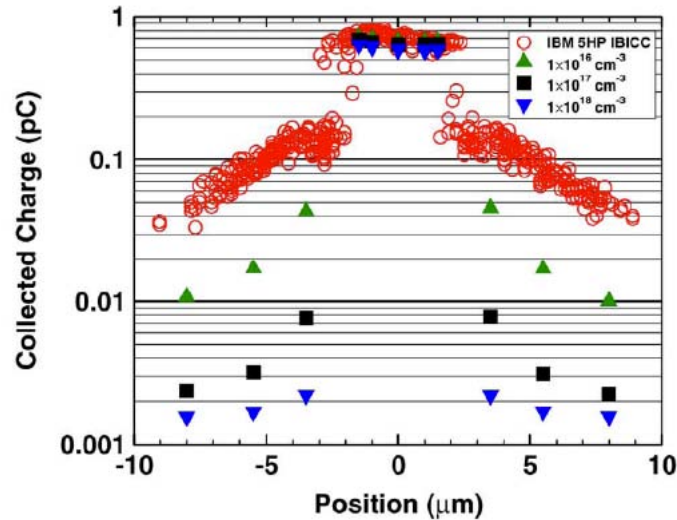 1
IBM 5HP IBICC
1×10¹⁶ cm⁻³
1×10¹⁷ cm⁻³
1×10¹⁸ cm⁻³
0.1
0.01
0.001
Collected Charge (pC)
-10 -5 0 5 10
Position (μm)